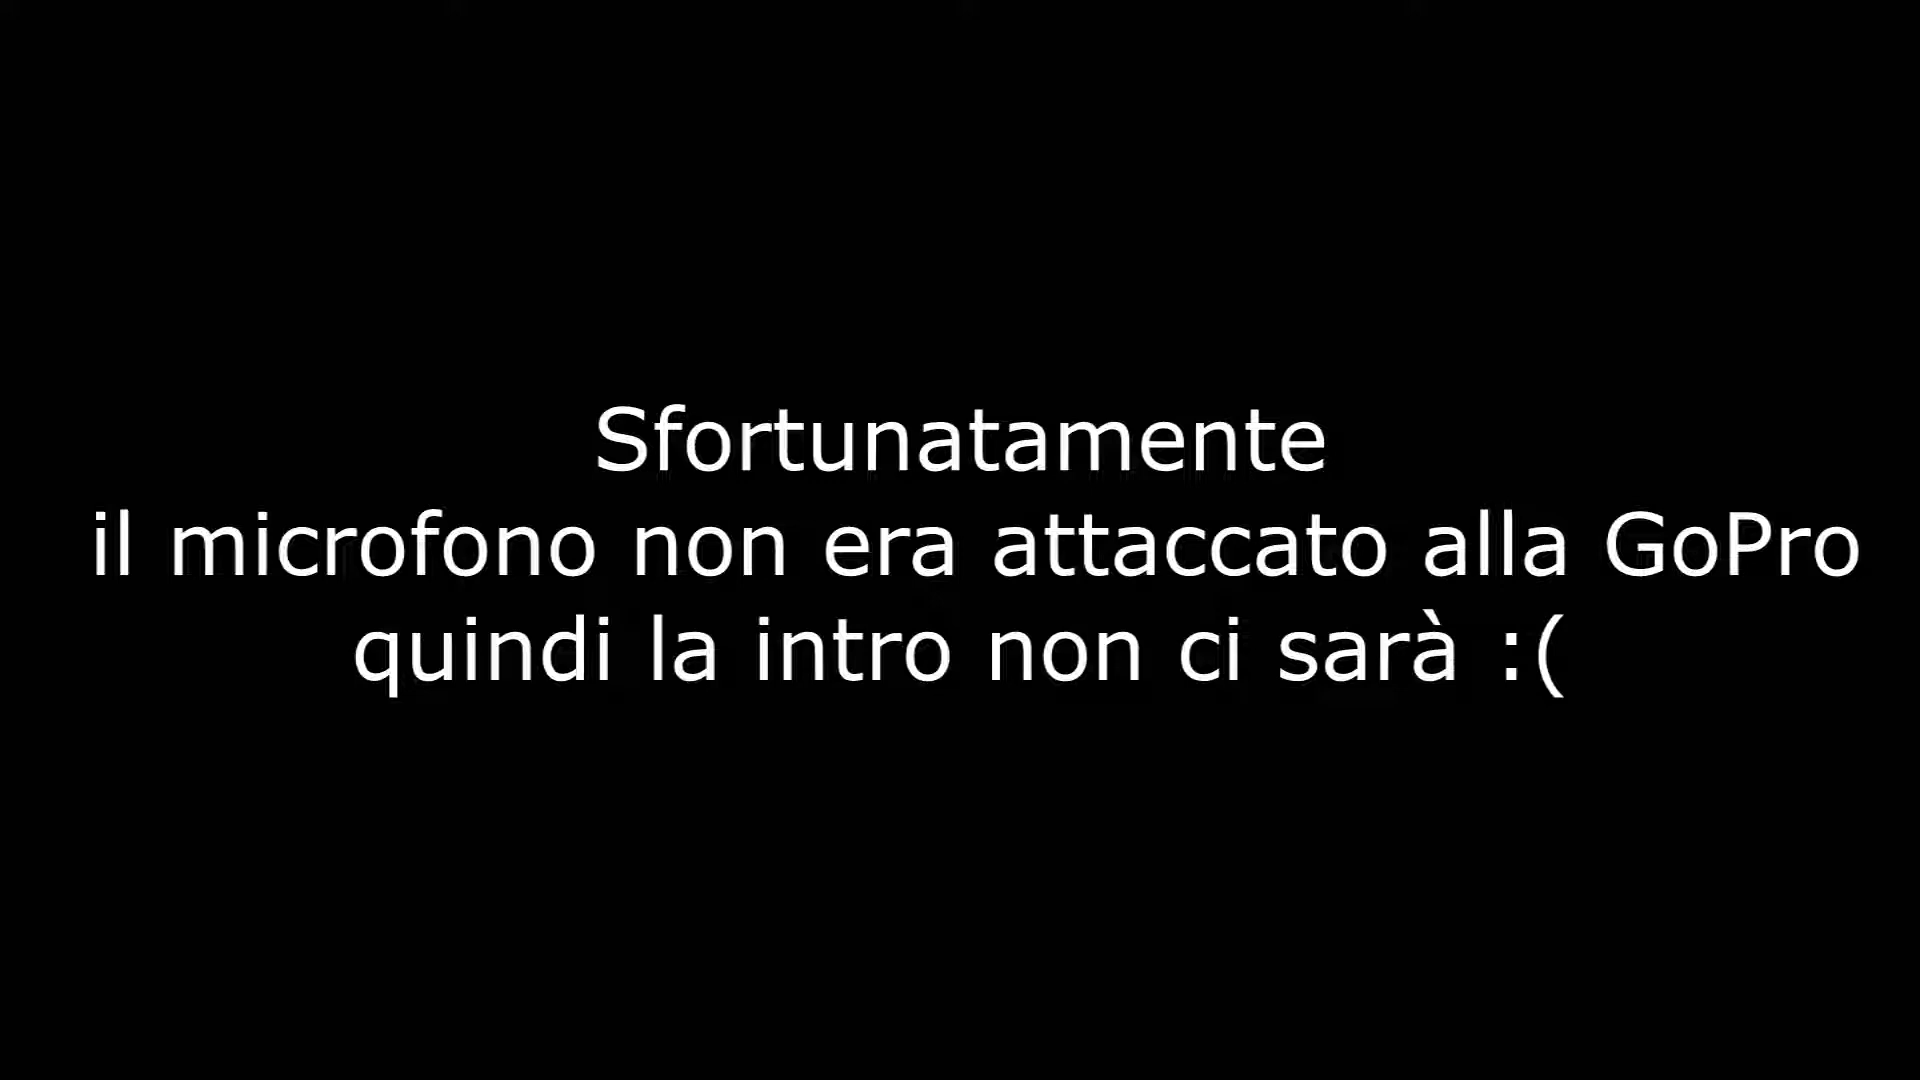 Sfortunatamente
il microfono non era attaccato alla GoPro
quindi la intro non ci sarà :(